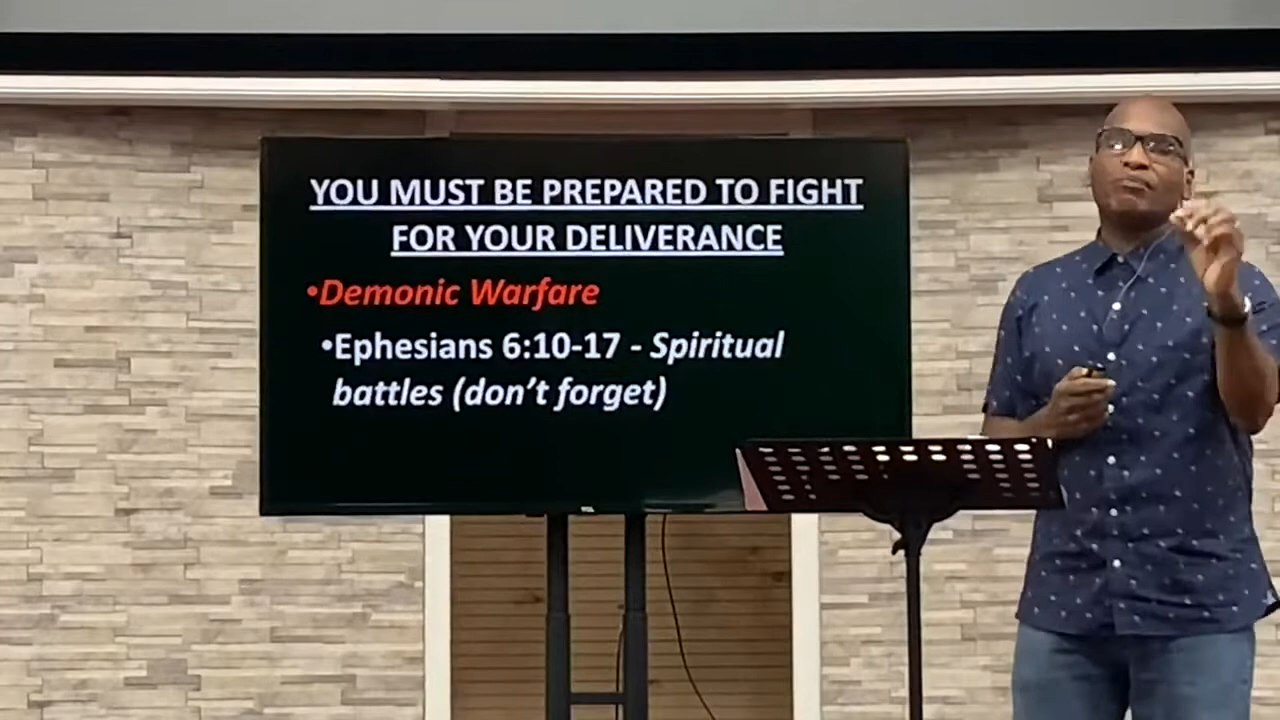 YOU MUST BE PREPARED TO FIGHT
FOR YOUR DELIVERANCE
•Demonic Warfare
•Ephesians 6:10-17 - Spiritual
battles (don't forget)